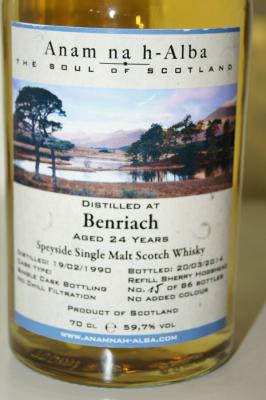 Anam na h-Alba
THE SOUL OF SCOTLAND
DISTILLED AT
Benriach
AGED 24 YEARS
Speyside Single Malt Scotch Whisky
DISTILLED: 19/02/1990 BOTTLED: 20/03/2014
CASK TYPE: REFILL SHERRY HOGSHEAD
SINGLE CASK BOTTLING NO. 15 OF 86 BOTTLES
NO CHILL FILTRATION NO ADDED COLOUR
PRODUCT OF SCOTLAND
70 CL 59,7% VOL
WWW.ANAMNAH-ALBA.COM